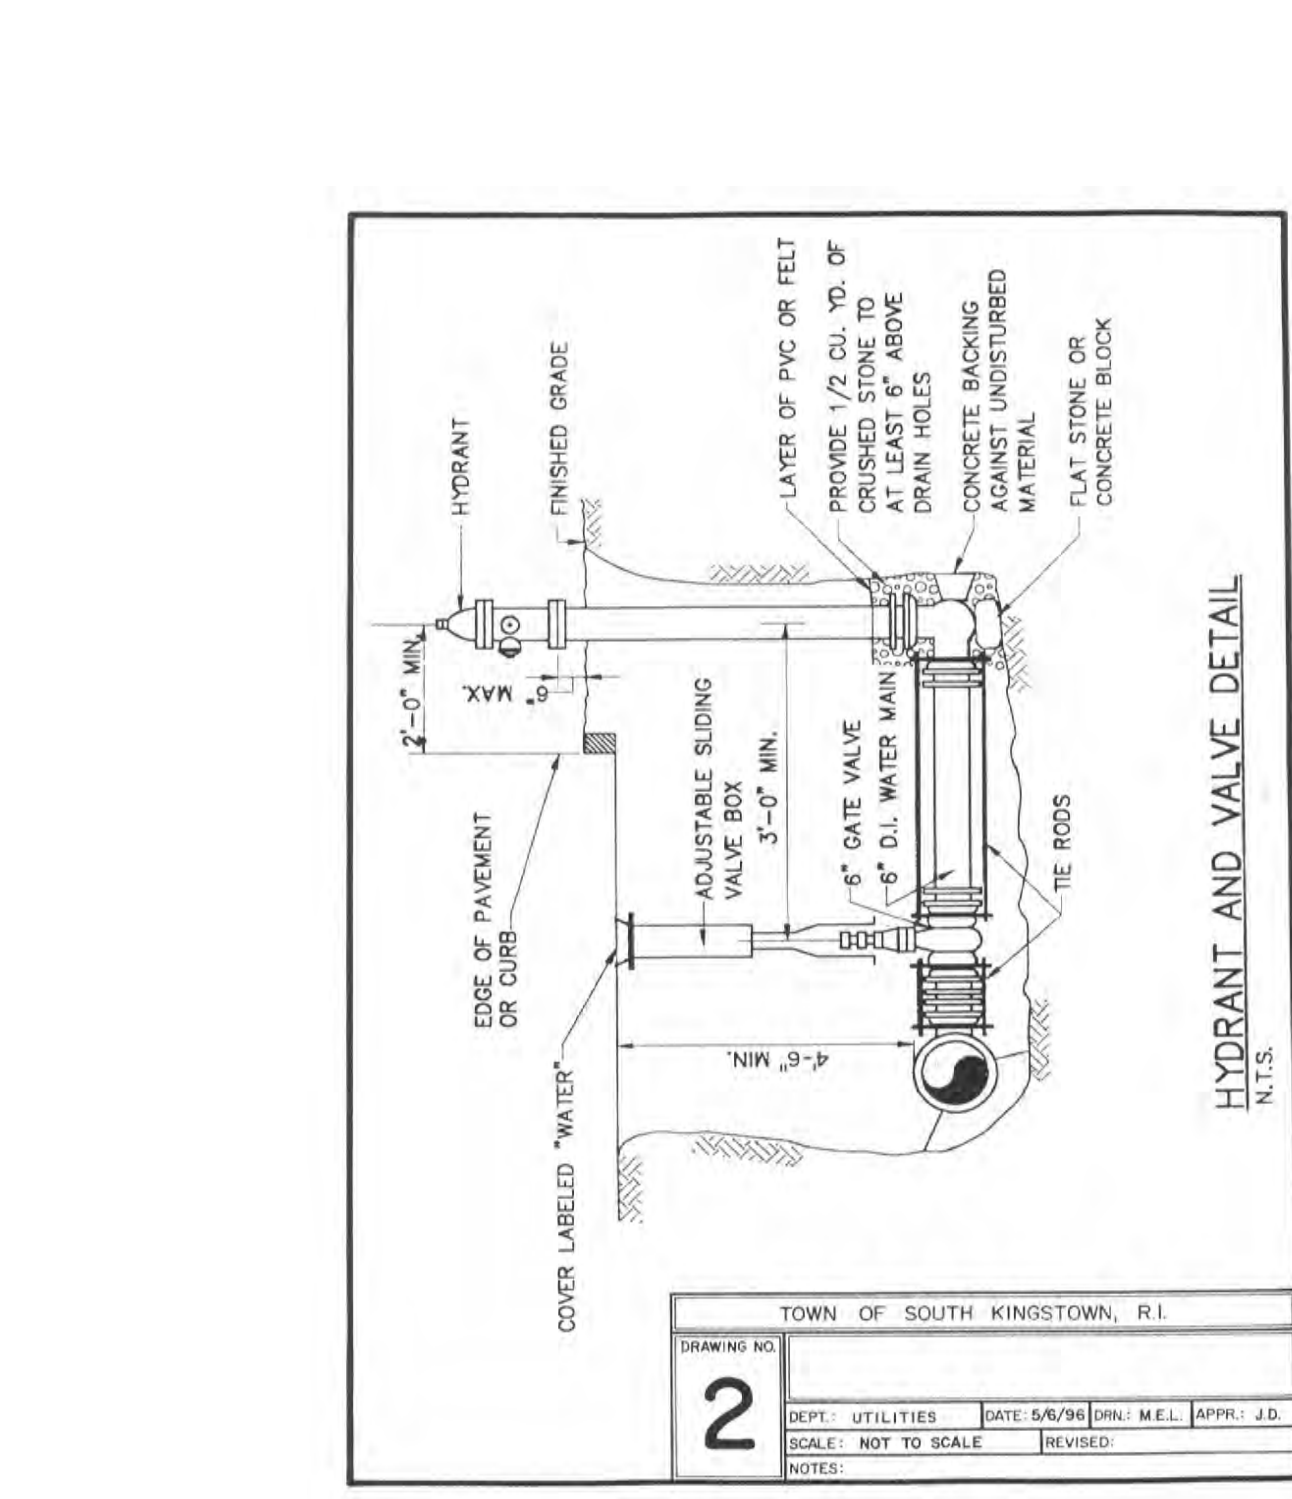 HYDRANT
2'-0" MIN.
6" MAX.
FINISHED GRADE
EDGE OF PAVEMENT
OR CURB
COVER LABELED "WATER"
ADJUSTABLE SLIDING
VALVE BOX
3'-0" MIN.
4'-6" MIN.
6" GATE VALVE
6" D.I. WATER MAIN
LAYER OF PVC OR FELT
PROVIDE 1/2 CU. YD. OF
CRUSHED STONE TO
AT LEAST 6" ABOVE
DRAIN HOLES
CONCRETE BACKING
AGAINST UNDISTURBED
MATERIAL
FLAT STONE OR
CONCRETE BLOCK
TIE RODS
HYDRANT AND VALVE DETAIL
N.T.S.
TOWN OF SOUTH KINGSTOWN, R.I.
DRAWING NO.
2
DEPT.: UTILITIES DATE: 5/6/96 DRN.: M.E.L. APPR.: J.D.
SCALE: NOT TO SCALE REVISED:
NOTES: